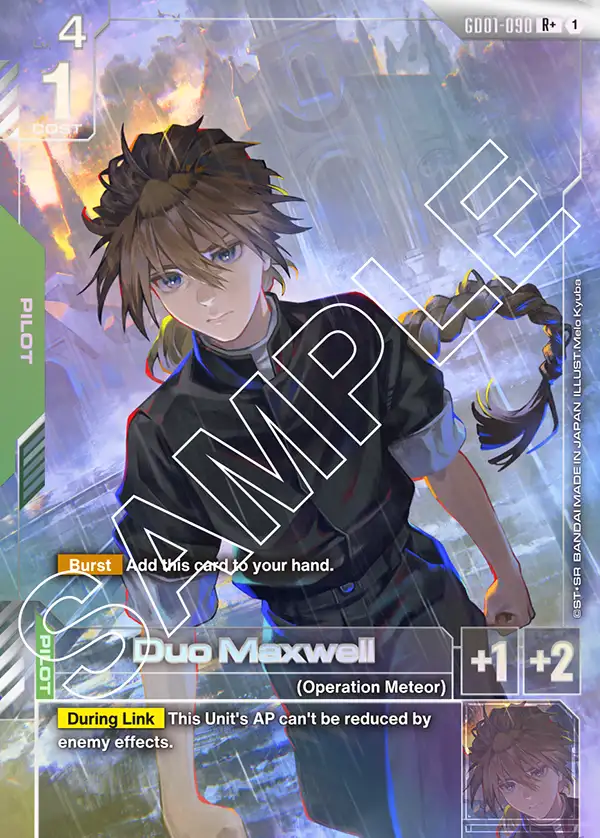 GD01-090 R+ 1
4
1
COST
PILOT
SAMPLE
©ST・SR BANDAI MADE IN JAPAN ILLUST.Melo Kyuba
Burst Add this card to your hand.
PILOT
Duo Maxwell
+1 +2
(Operation Meteor)
During Link This Unit's AP can't be reduced by
enemy effects.